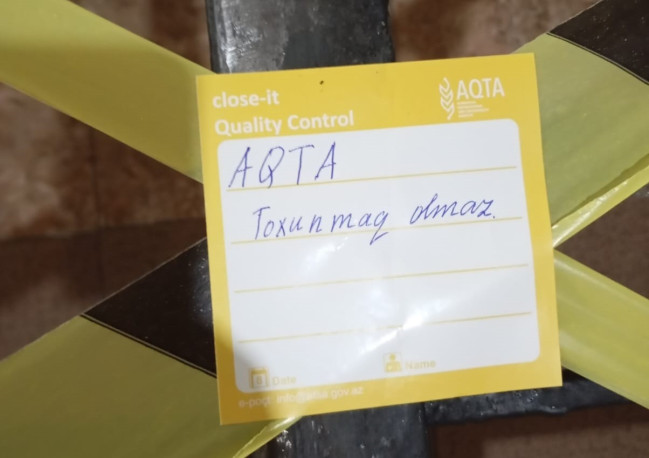 close-it
Quality Control
AQTA
AQTA
Toxunmaq olmaz.
Date
Name